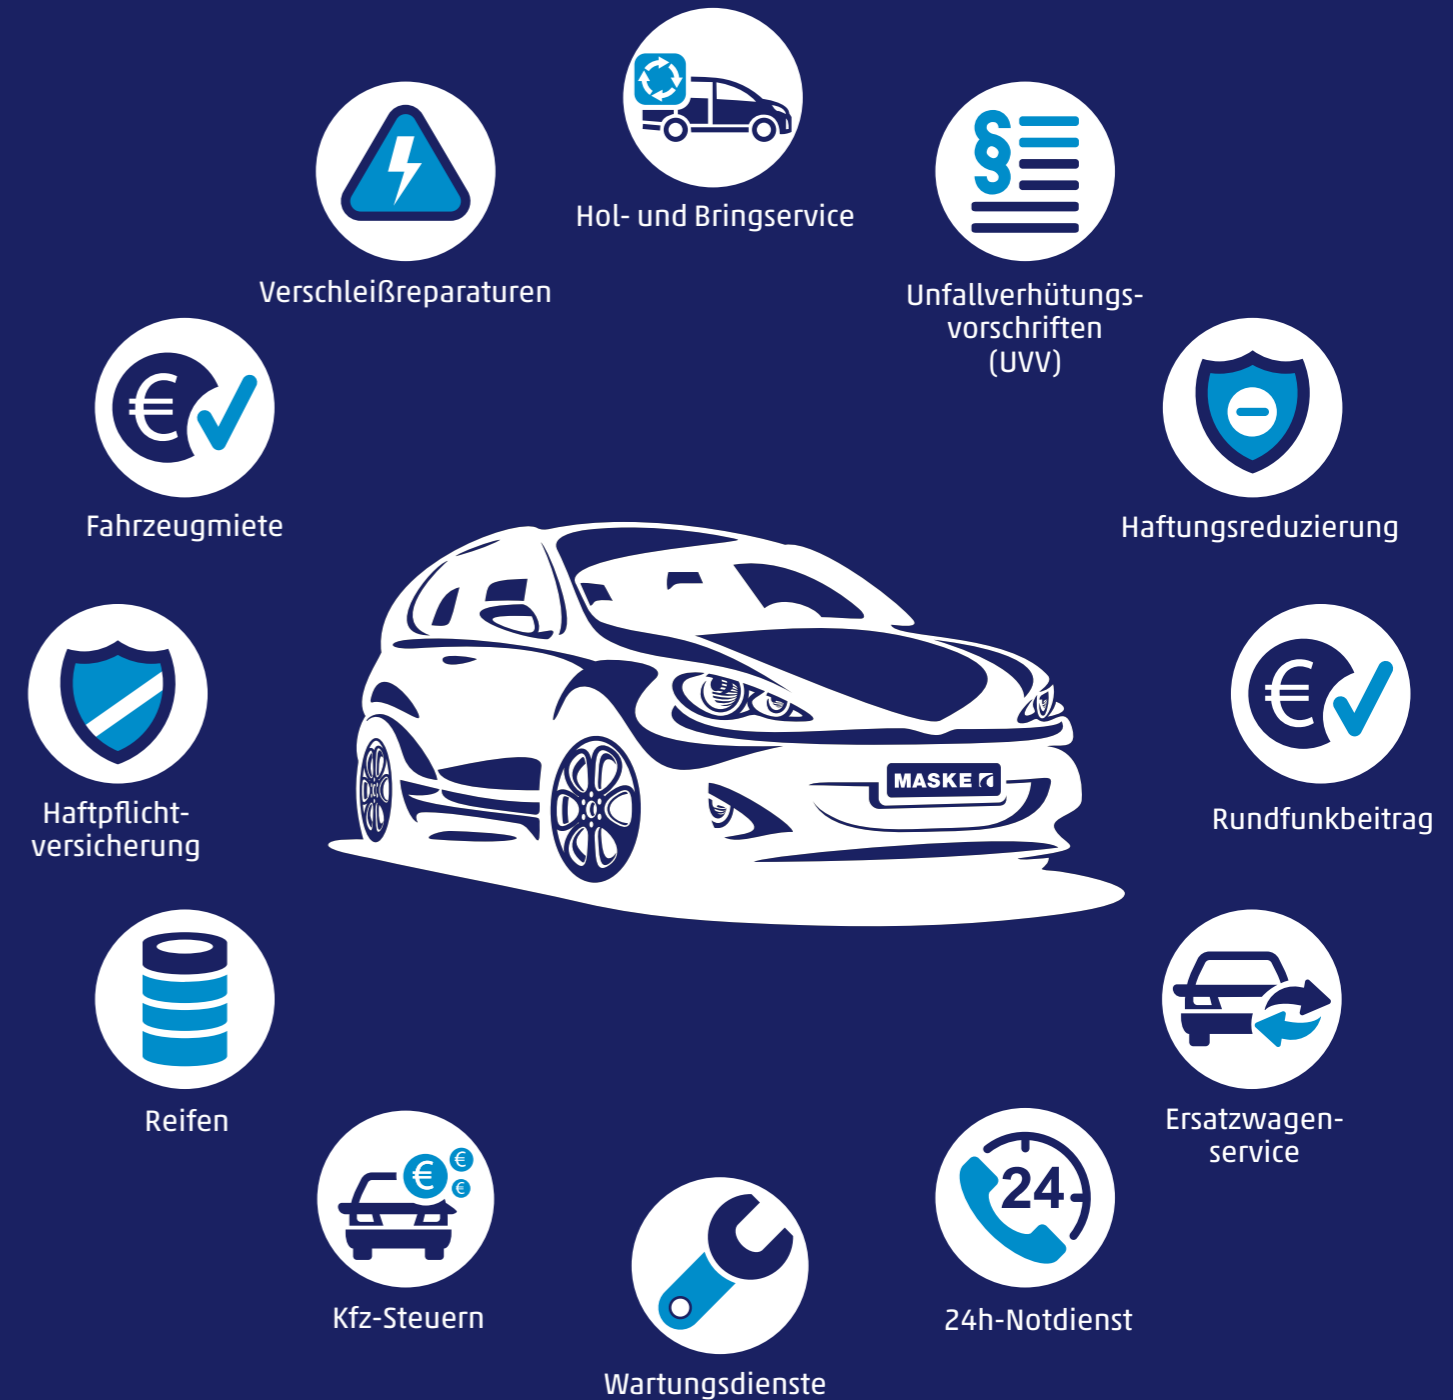 Hol- und Bringservice
Verschleißreparaturen
Unfallverhütungs-
vorschriften
(UVV)
€
Fahrzeugmiete
Haftungsreduzierung
Haftpflicht-
versicherung
€
Rundfunkbeitrag
MASKE
Reifen
Ersatzwagen-
service
€ €
€
Kfz-Steuern
24
24h-Notdienst
Wartungsdienste
§